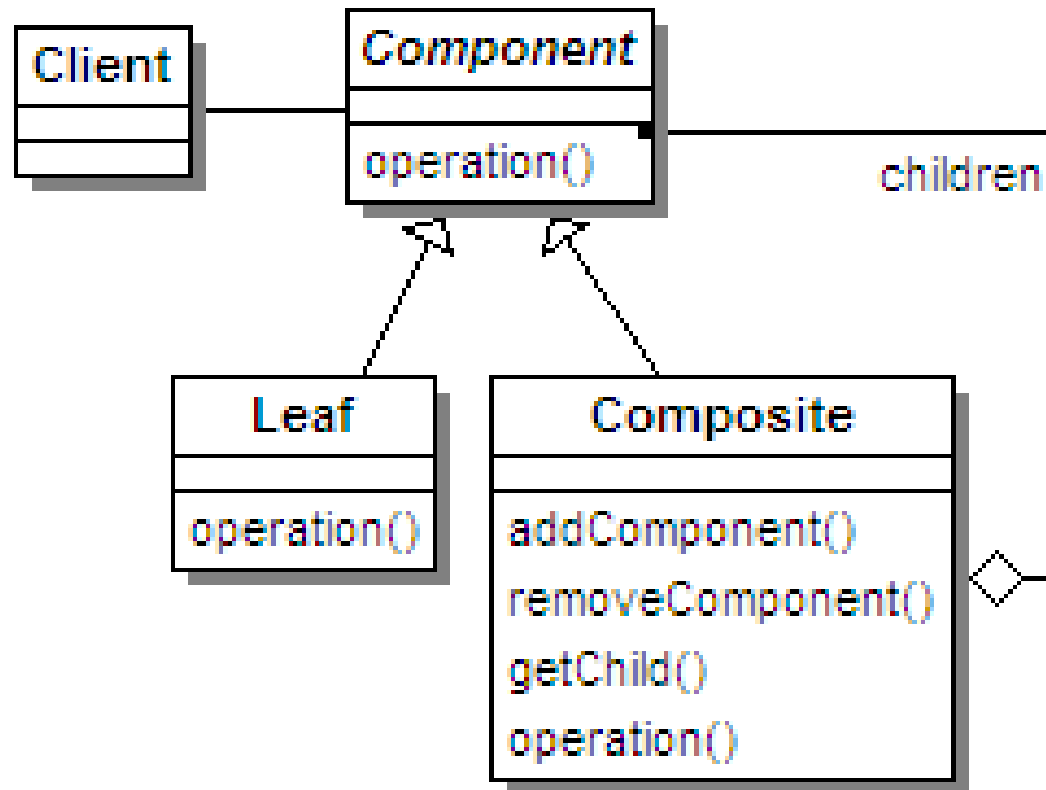 Client
Component
operation()
children
Leaf
operation()
Composite
addComponent()
removeComponent()
getChild()
operation()